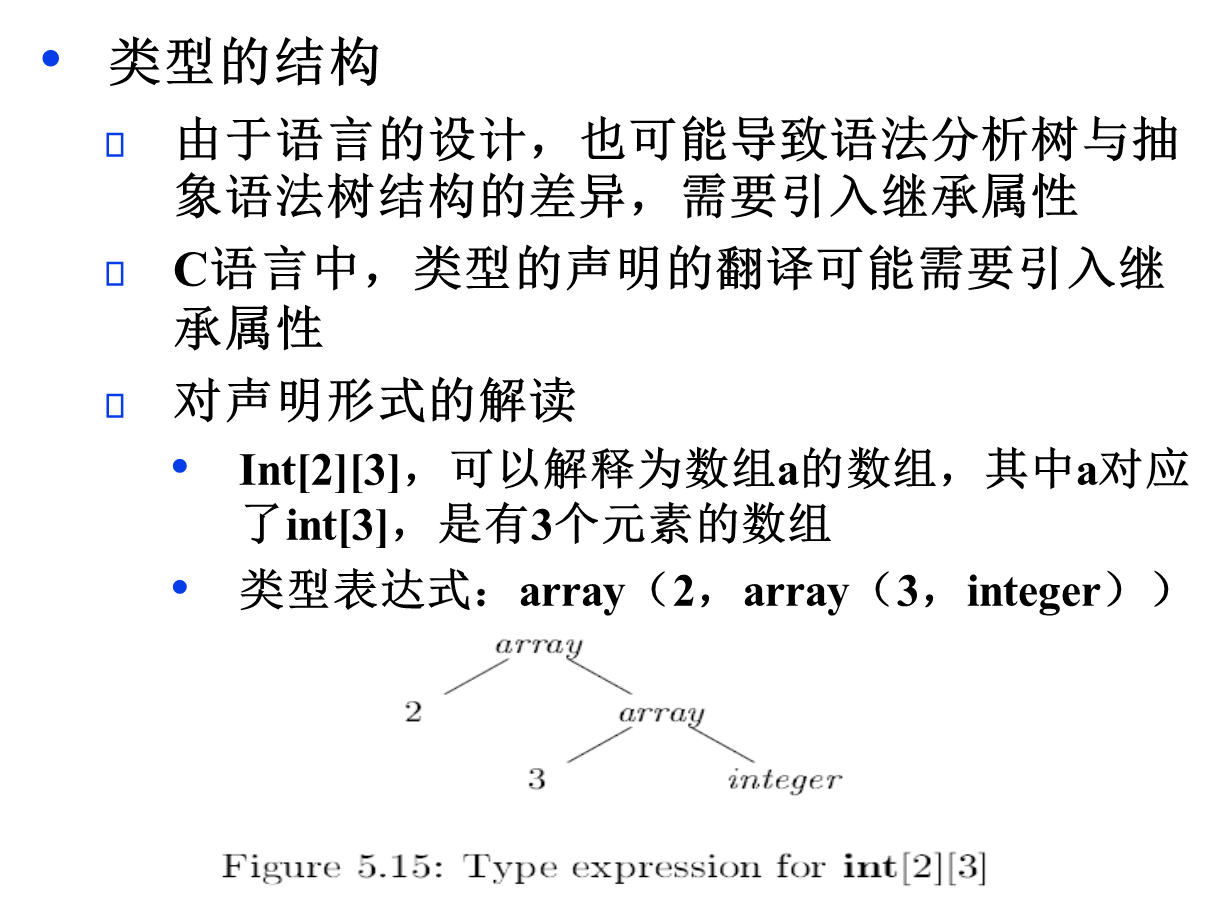 • 类型的结构
▯ 由于语言的设计，也可能导致语法分析树与抽
象语法树结构的差异，需要引入继承属性
▯ C语言中，类型的声明的翻译可能需要引入继
承属性
▯ 对声明形式的解读
• Int[2][3]，可以解释为数组a的数组，其中a对应
了int[3]，是有3个元素的数组
• 类型表达式：array（2，array（3，integer））
array
2 array
3 integer
Figure 5.15: Type expression for int[2][3]